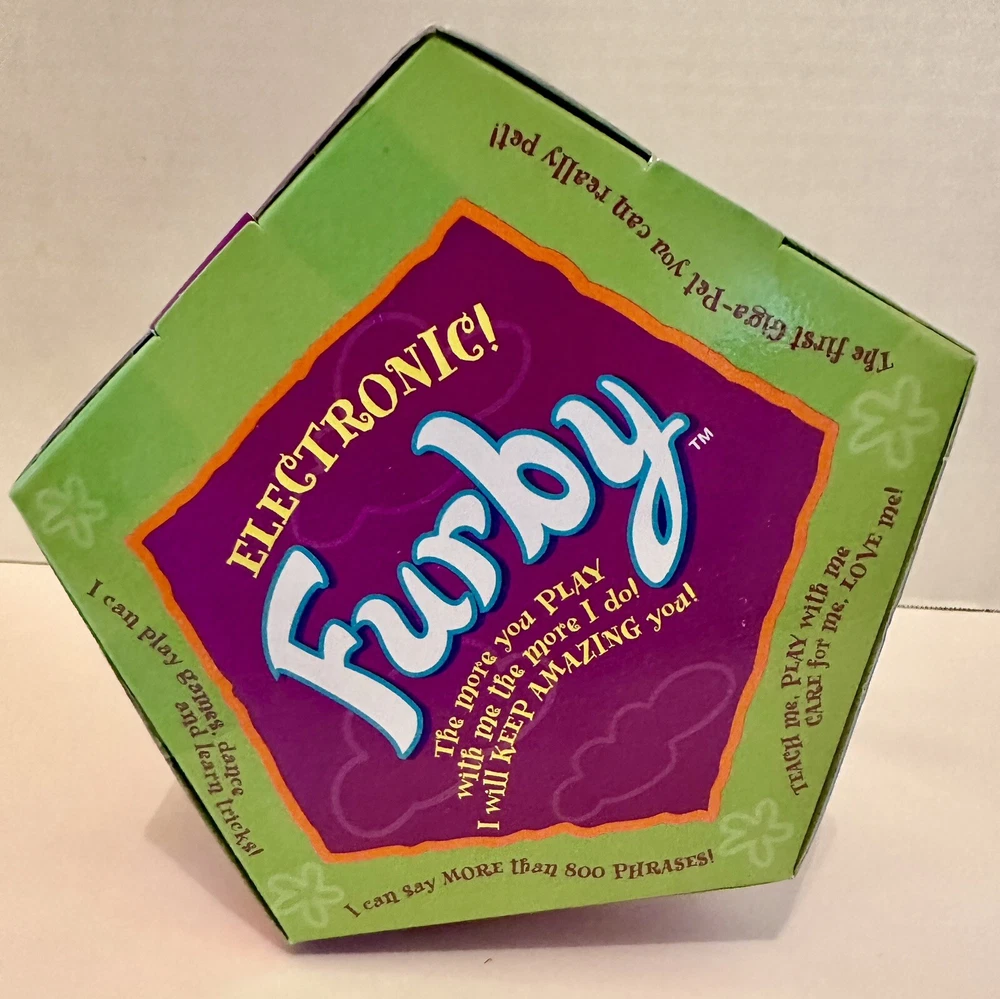 ELECTRONIC!
Furby™
The more you PLAY
with me the more I do!
I will KEEP AMAZING you!
The first Giga-Pet you can really pet!
TEACH me, PLAY with me
CARE for me, LOVE me!
I can say MORE than 800 PHRASES!
I can play games, dance
and learn tricks!